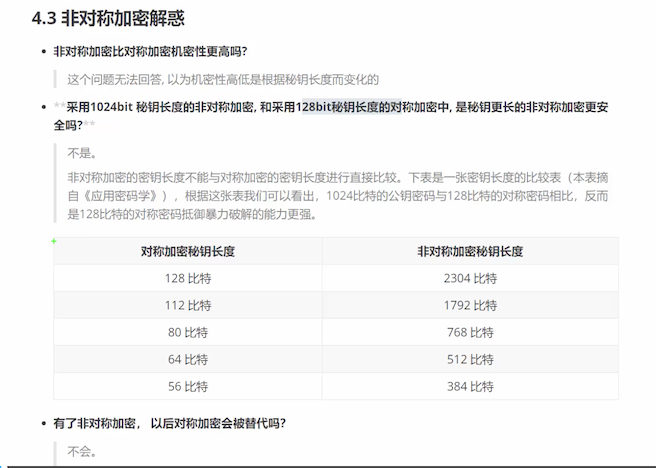 4.3 非对称加密解惑
非对称加密比对称加密机密性更高吗?
这个问题无法回答, 以为机密性高低是根据秘钥长度而变化的
**采用1024bit 秘钥长度的非对称加密, 和采用128bit秘钥长度的对称加密中, 是秘钥更长的非对称加密更安
全吗?**
不是。
非对称加密的密钥长度不能与对称加密的密钥长度进行直接比较。下表是一张密钥长度的比较表（本表摘
自《应用密码学》），根据这张表我们可以看出，1024比特的公钥密码与128比特的对称密码相比，反而
是128比特的对称密码抵御暴力破解的能力更强。
对称加密秘钥长度 非对称加密秘钥长度
128 比特 2304 比特
112 比特 1792 比特
80 比特 768 比特
64 比特 512 比特
56 比特 384 比特
有了非对称加密， 以后对称加密会被替代吗?
不会。